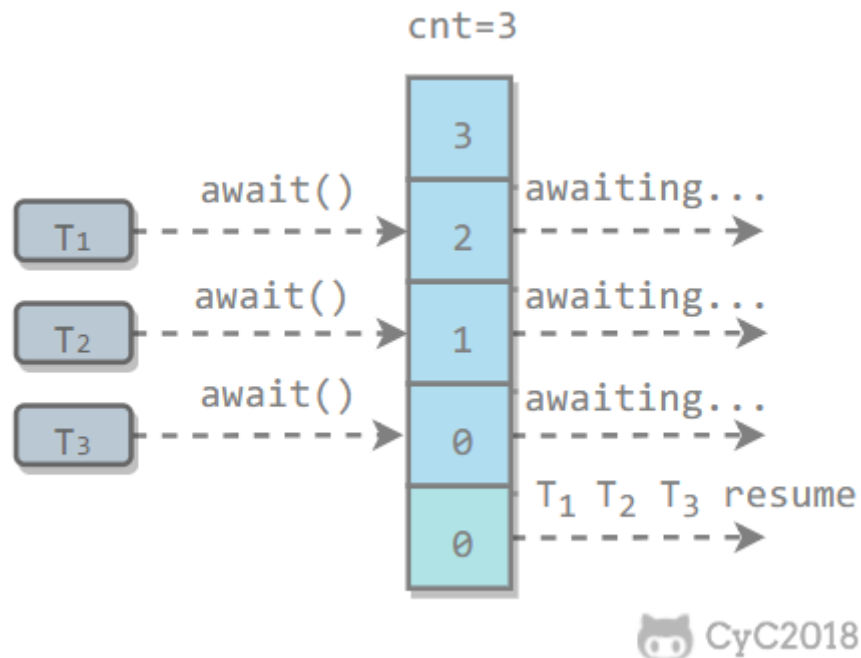 cnt=3
3
await()
awaiting...
T1
2
await()
awaiting...
T2
1
await()
awaiting...
T3
0
T1 T2 T3 resume
0
CyC2018